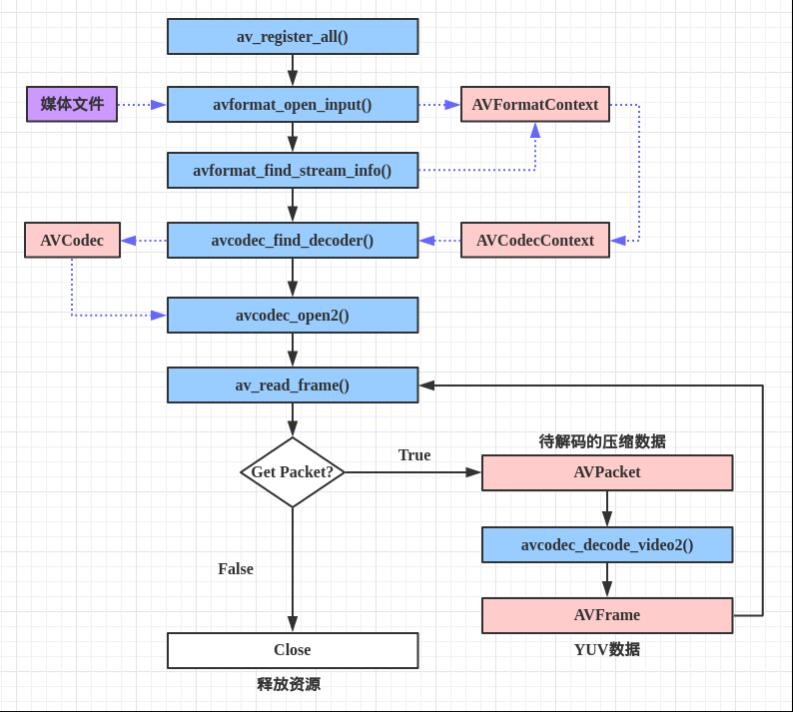 av_register_all()
媒体文件
avformat_open_input()
AVFormatContext
avformat_find_stream_info()
AVCodec
avcodec_find_decoder()
AVCodecContext
avcodec_open2()
av_read_frame()
Get Packet?
True
待解码的压缩数据
AVPacket
avcodec_decode_video2()
False
AVFrame
YUV数据
Close
释放资源